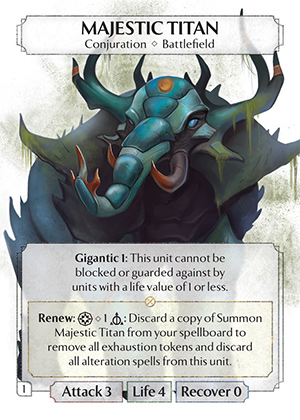 MAJESTIC TITAN
Conjuration ⋄ Battlefield
Gigantic 1: This unit cannot be
blocked or guarded against by
units with a life value of 1 or less.
Renew: ⋄ 1 : Discard a copy of Summon
Majestic Titan from your spellboard to
remove all exhaustion tokens and discard
all alteration spells from this unit.
1
Attack 3
Life 4
Recover 0